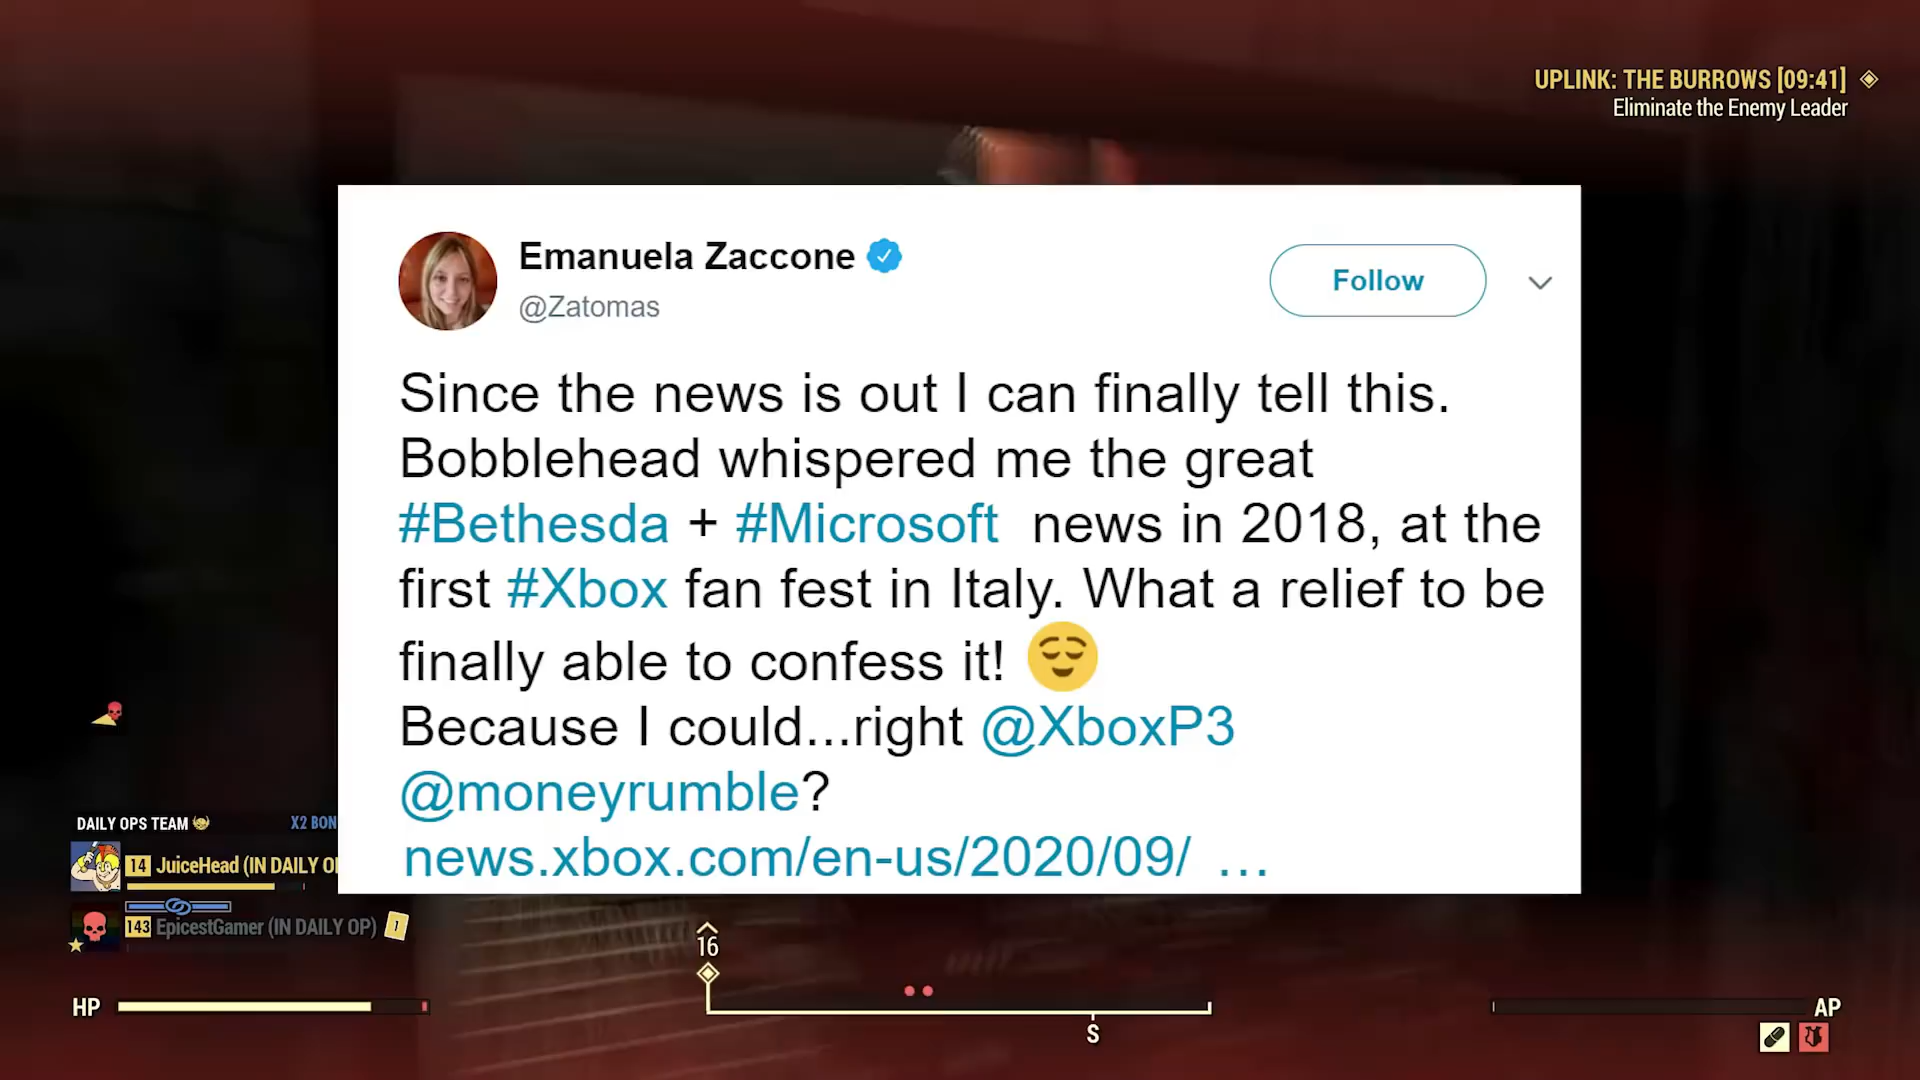 UPLINK: THE BURROWS [09:41]
Eliminate the Enemy Leader
Emanuela Zaccone
@Zatomas
Follow
Since the news is out I can finally tell this.
Bobblehead whispered me the great
#Bethesda + #Microsoft news in 2018, at the
first #Xbox fan fest in Italy. What a relief to be
finally able to confess it! 😌
Because I could...right @XboxP3
@moneyrumble?
news.xbox.com/en-us/2020/09/ …
DAILY OPS TEAM X2 BON
14 JuiceHead (IN DAILY O
143 EpicestGamer (IN DAILY OP) 1
16
HP
S
AP